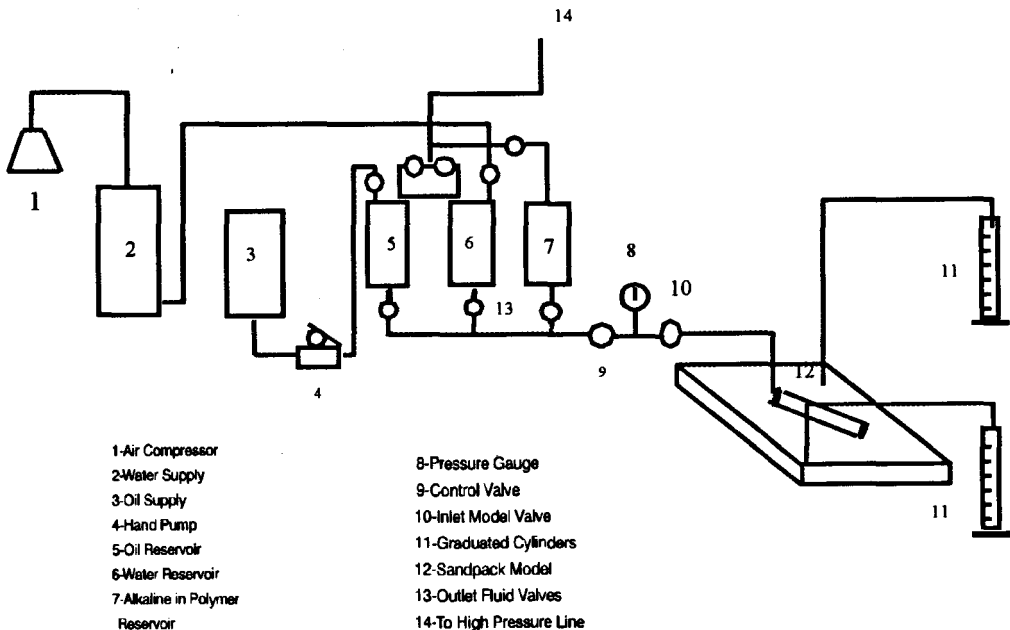 14
1
2
3
5
6
7
8
10
11
13
4
9
12
11
1-Air Compressor
2-Water Supply
3-Oil Supply
4-Hand Pump
5-Oil Reservoir
6-Water Reservoir
7-Alkaline in Polymer
Reservoir
8-Pressure Gauge
9-Control Valve
10-Inlet Model Valve
11-Graduated Cylinders
12-Sandpack Model
13-Outlet Fluid Valves
14-To High Pressure Line